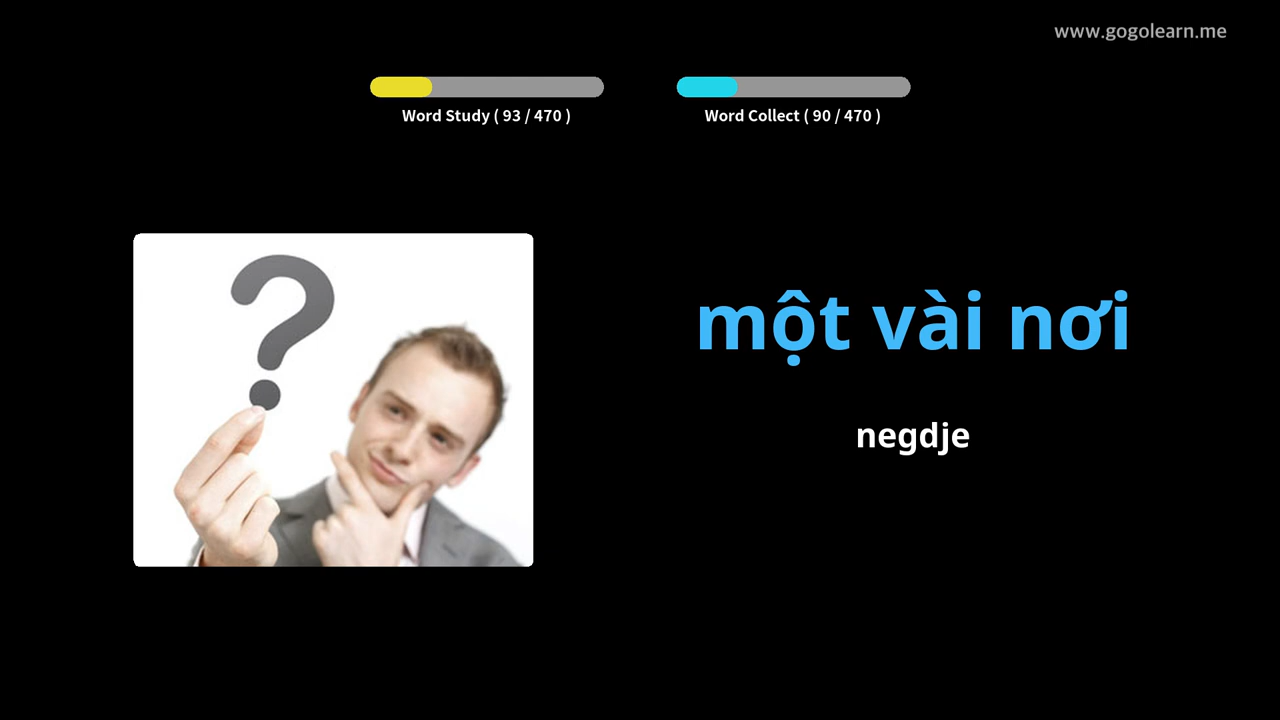 www.gogolearn.me
Word Study ( 93 / 470 )
Word Collect ( 90 / 470 )
một vài nơi
negdje